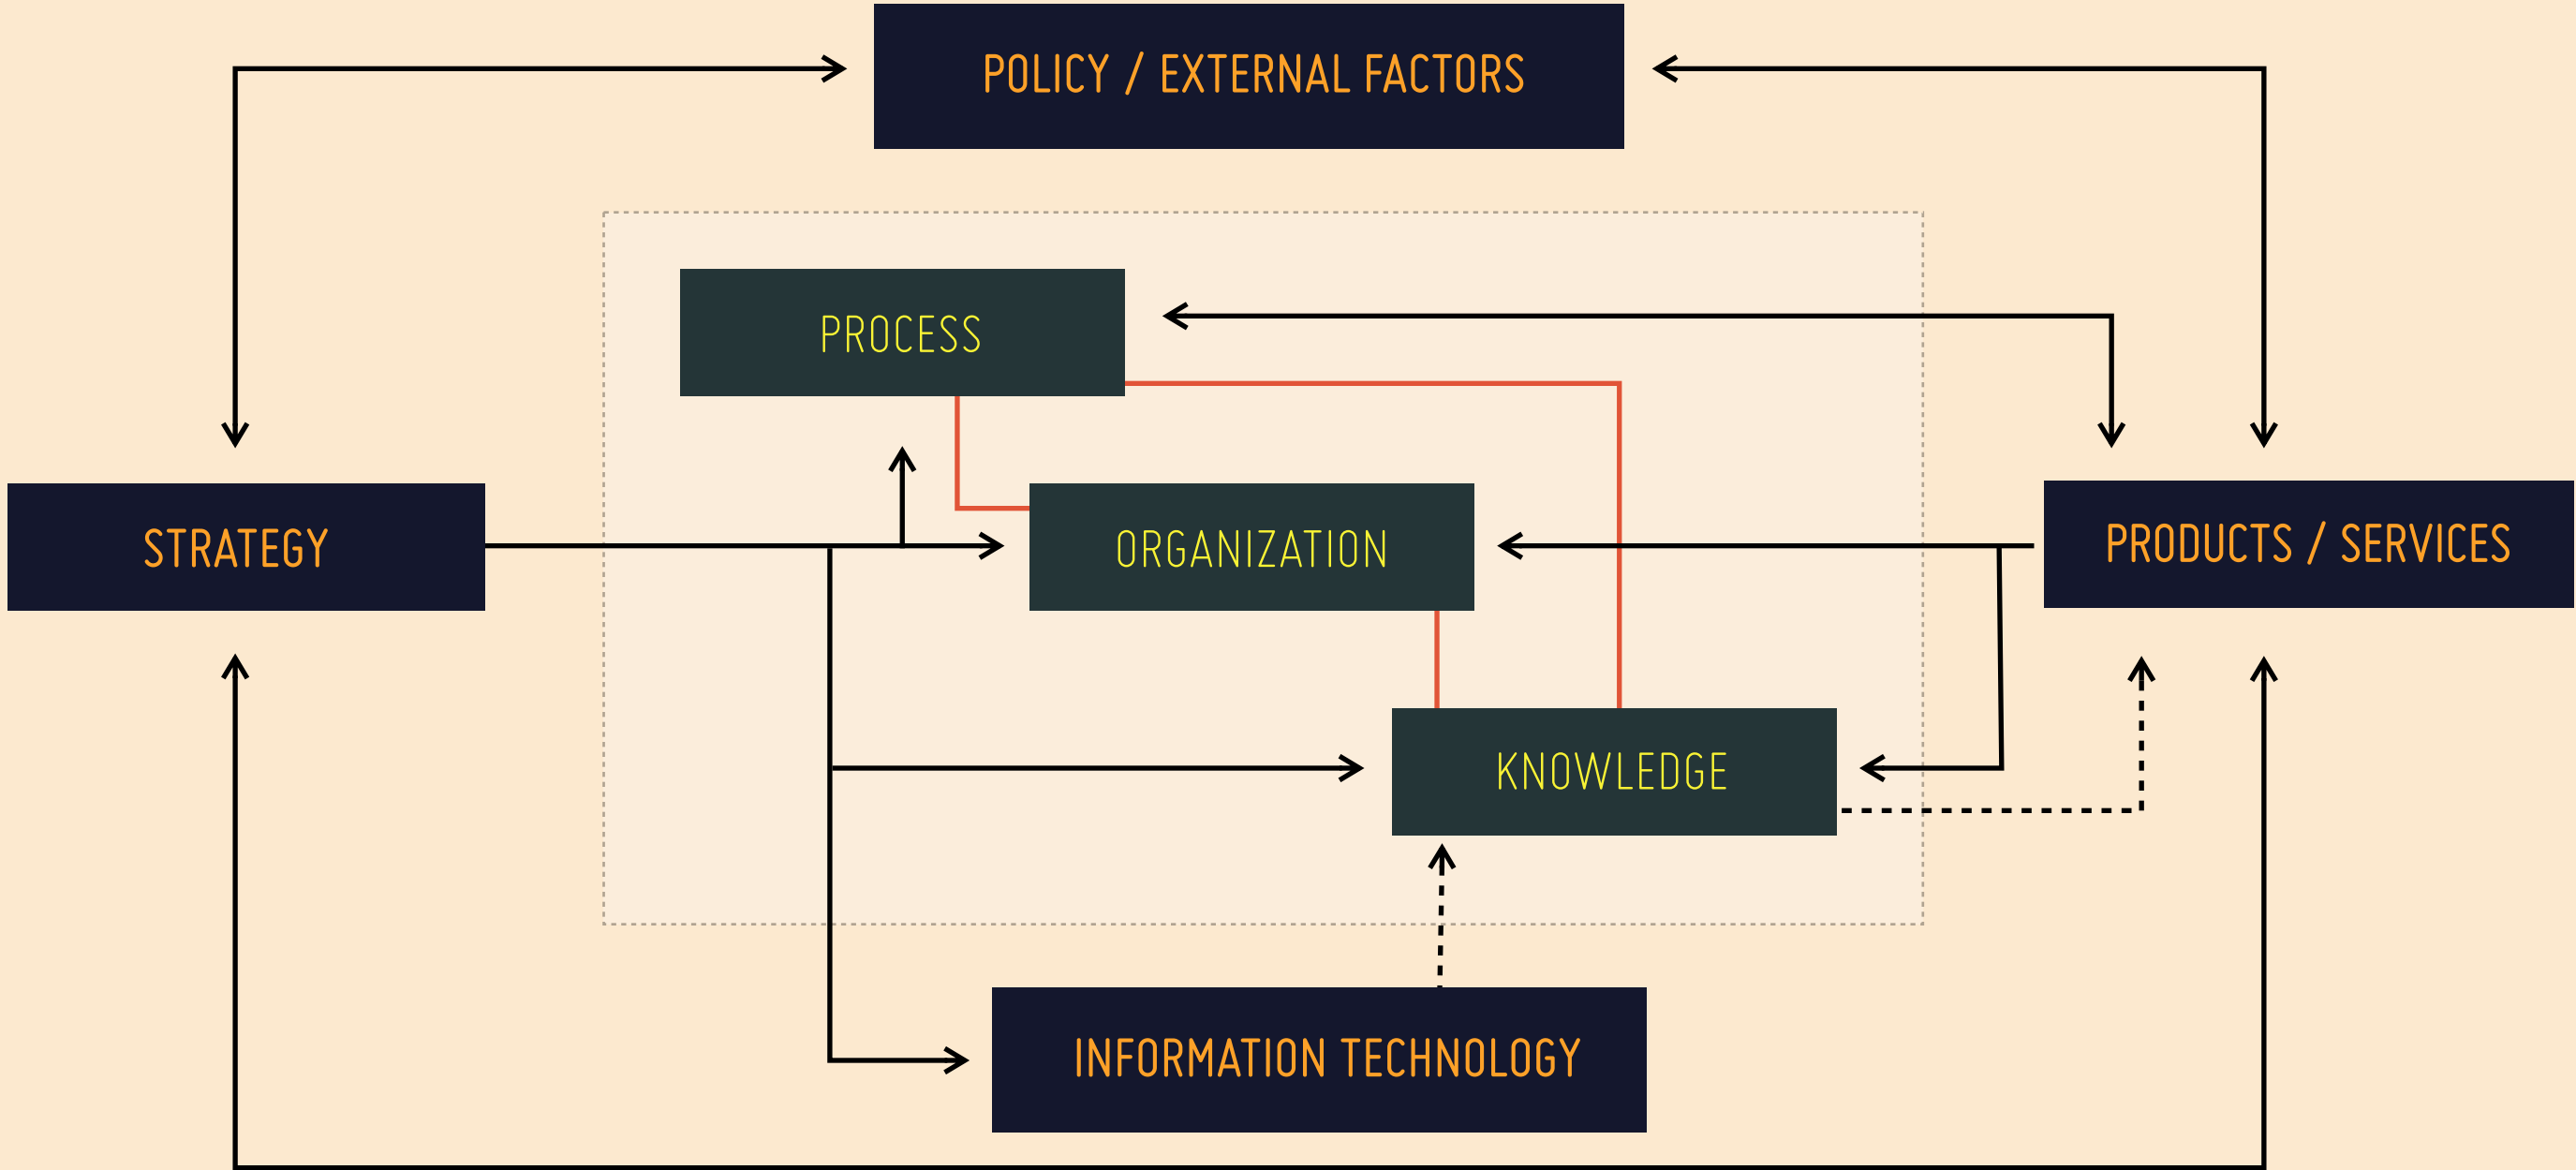 POLICY / EXTERNAL FACTORS
PROCESS
STRATEGY
ORGANIZATION
PRODUCTS / SERVICES
KNOWLEDGE
INFORMATION TECHNOLOGY